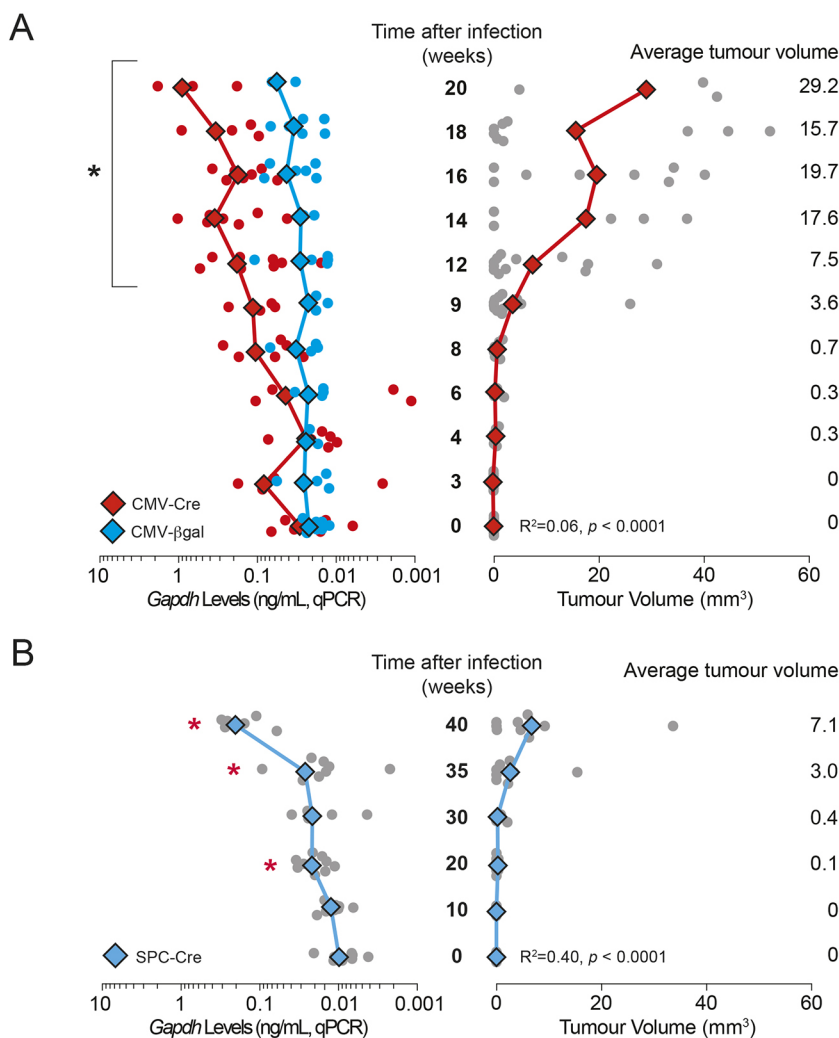 A
Time after infection
(weeks)
Average tumour volume
20 29.2
18 15.7
16 19.7
*
14 17.6
12 7.5
9 3.6
8 0.7
6 0.3
4 0.3
3 0
CMV-Cre
CMV-βgal
0 0
R²=0.06, p < 0.0001
10 1 0.1 0.01 0.001
0 20 40 60
Gapdh Levels (ng/mL, qPCR)
Tumour Volume (mm³)
B
Time after infection
(weeks)
Average tumour volume
* 40 7.1
* 35 3.0
30 0.4
* 20 0.1
10 0
SPC-Cre
0 0
R²=0.40, p < 0.0001
10 1 0.1 0.01 0.001
0 20 40 60
Gapdh Levels (ng/mL, qPCR)
Tumour Volume (mm³)